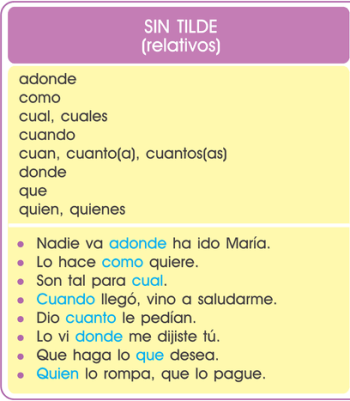 SIN TILDE
(relativos)
adonde
como
cual, cuales
cuando
cuan, cuanto(a), cuantos(as)
donde
que
quien, quienes
• Nadie va adonde ha ido María.
• Lo hace como quiere.
• Son tal para cual.
• Cuando llegó, vino a saludarme.
• Dio cuanto le pedían.
• Lo vi donde me dijiste tú.
• Que haga lo que desea.
• Quien lo rompa, que lo pague.